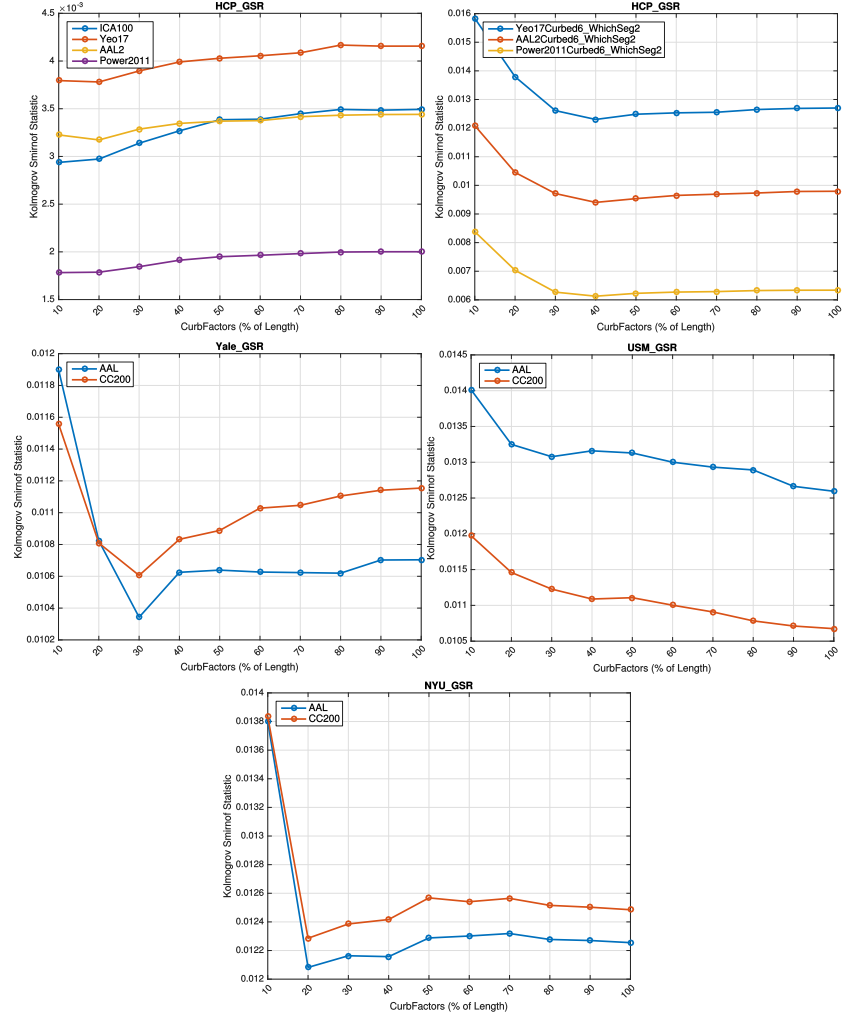 HCP_GSR
×10⁻³
4.5
4
3.5
3
2.5
2
1.5
Kolmogrov Smirnof Statistic
ICA100
Yeo17
AAL2
Power2011
10 20 30 40 50 60 70 80 90 100
CurbFactors (% of Length)
HCP_GSR
0.016
0.015
0.014
0.013
0.012
0.011
0.01
0.009
0.008
0.007
0.006
Kolmogrov Smirnof Statistic
Yeo17Curbed6_WhichSeg2
AAL2Curbed6_WhichSeg2
Power2011Curbed6_WhichSeg2
10 20 30 40 50 60 70 80 90 100
CurbFactors (% of Length)
Yale_GSR
0.012
0.0118
0.0116
0.0114
0.0112
0.011
0.0108
0.0106
0.0104
0.0102
Kolmogrov Smirnof Statistic
AAL
CC200
10 20 30 40 50 60 70 80 90 100
CurbFactors (% of Length)
USM_GSR
0.0145
0.014
0.0135
0.013
0.0125
0.012
0.0115
0.011
0.0105
Kolmogrov Smirnof Statistic
AAL
CC200
10 20 30 40 50 60 70 80 90 100
CurbFactors (% of Length)
NYU_GSR
0.014
0.0138
0.0136
0.0134
0.0132
0.013
0.0128
0.0126
0.0124
0.0122
0.012
Kolmogrov Smirnof Statistic
AAL
CC200
10 20 30 40 50 60 70 80 90 100
CurbFactors (% of Length)